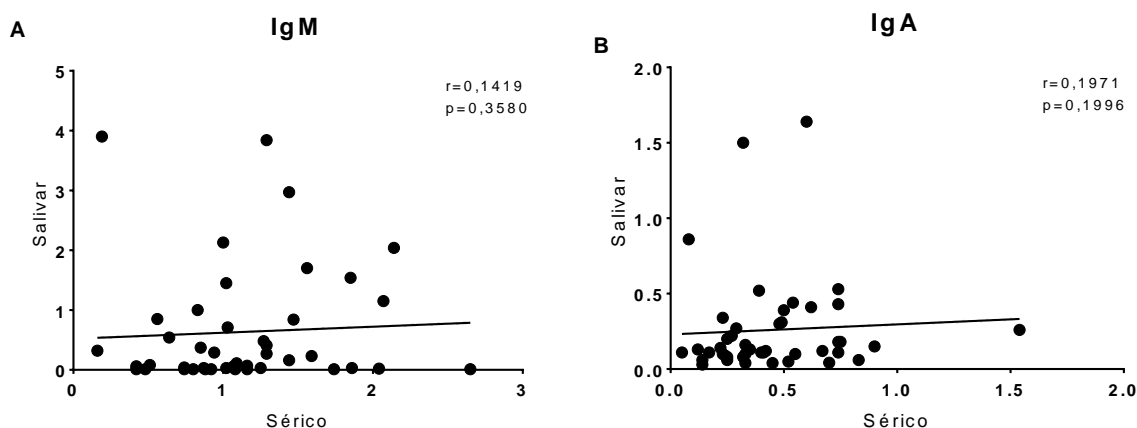 A
IgM
r=0,1419
p=0,3580
5
4
3
2
1
0
Salivar
0 1 2 3
Sérico
B
IgA
r=0,1971
p=0,1996
2.0
1.5
1.0
0.5
0.0
Salivar
0.0 0.5 1.0 1.5 2.0
Sérico